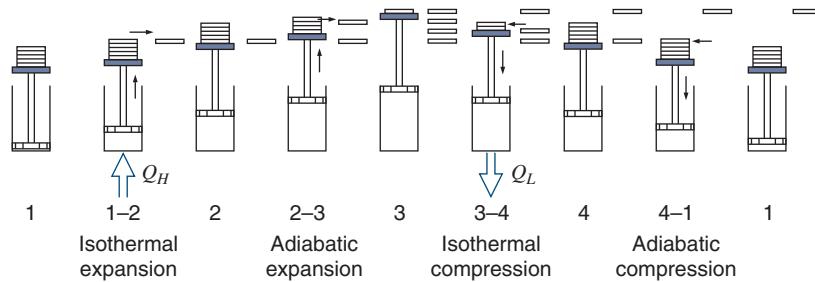 Q_H
Q_L
1
1–2
2
2–3
3
3–4
4
4–1
1
Isothermal
expansion
Adiabatic
expansion
Isothermal
compression
Adiabatic
compression